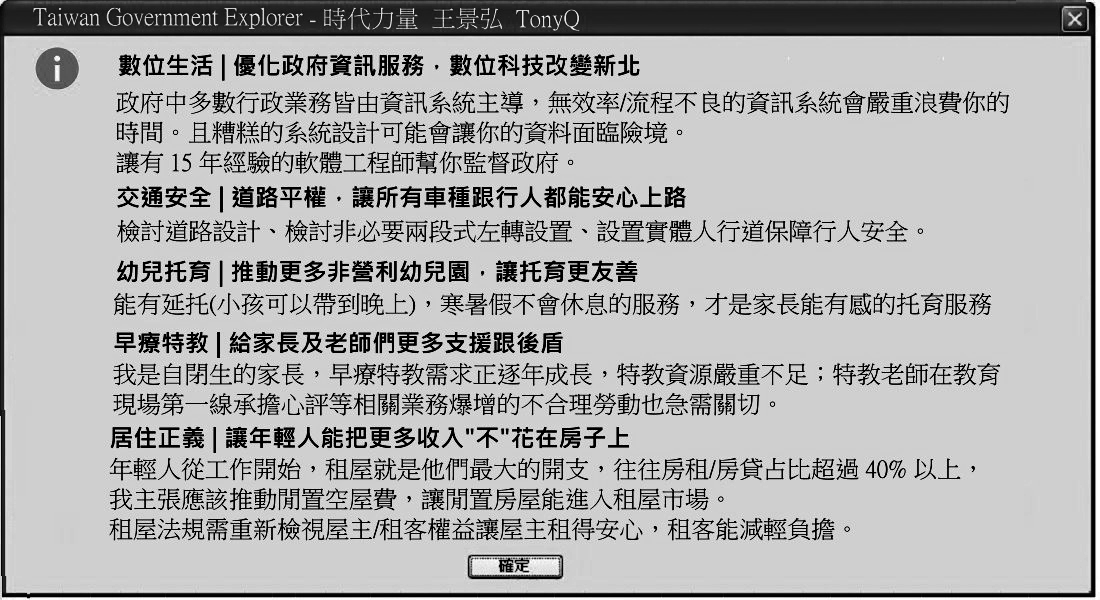 Taiwan Government Explorer - 時代力量 王景弘 TonyQ
數位生活 | 優化政府資訊服務，數位科技改變新北
政府中多數行政業務皆由資訊系統主導，無效率/流程不良的資訊系統會嚴重浪費你的
時間。且糟糕的系統設計可能會讓你的資料面臨險境。
讓有 15 年經驗的軟體工程師幫你監督政府。
交通安全 | 道路平權，讓所有車種跟行人都能安心上路
檢討道路設計、檢討非必要兩段式左轉設置、設置實體人行道保障行人安全。
幼兒托育 | 推動更多非營利幼兒園，讓托育更友善
能有延托(小孩可以帶到晚上)，寒暑假不會休息的服務，才是家長能有感的托育服務
早療特教 | 給家長及老師們更多支援跟後盾
我是自閉生的家長，早療特教需求正逐年成長，特教資源嚴重不足；特教老師在教育
現場第一線承擔心評等相關業務爆增的不合理勞動也急需關切。
居住正義 | 讓年輕人能把更多收入"不"花在房子上
年輕人從工作開始，租屋就是他們最大的開支，往往房租/房貸占比超過 40% 以上，
我主張應該推動閒置空屋費，讓閒置房屋能進入租屋市場。
租屋法規需重新檢視屋主/租客權益讓屋主租得安心，租客能減輕負擔。
確定